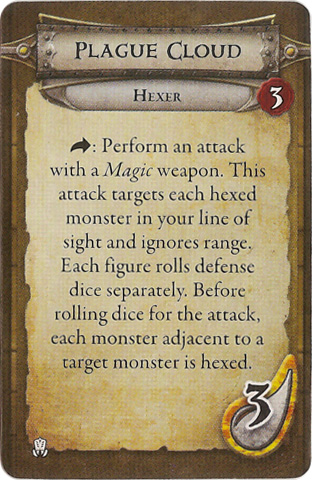 Plague Cloud
Hexer
3
: Perform an attack
with a Magic weapon. This
attack targets each hexed
monster in your line of
sight and ignores range.
Each figure rolls defense
dice separately. Before
rolling dice for the attack,
each monster adjacent to a
target monster is hexed.
3